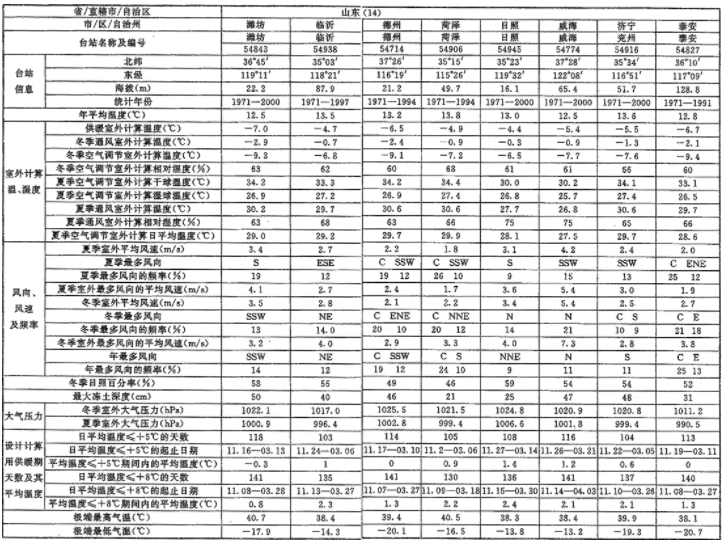 省/直辖市/自治区 山东(14)
市/区/自治州 潍坊 临沂 德州 菏泽 日照 威海 济宁 泰安
台站名称及编号 潍坊 临沂 德州 菏泽 日照 威海 兖州 泰安
54843 54938 54714 54906 54945 54774 54916 54827
台站信息 北纬 36°45′ 35°03′ 37°26′ 35°15′ 35°23′ 37°28′ 35°34′ 36°10′
东经 119°11′ 118°21′ 116°19′ 115°26′ 119°32′ 122°08′ 116°51′ 117°09′
海拔(m) 22.2 87.9 21.2 49.7 16.1 65.4 51.7 128.8
统计年份 1971—2000 1971—1997 1971—1994 1971—1994 1971—2000 1971—2000 1971—2000 1971—1991
年平均温度(℃) 12.5 13.5 13.2 13.8 13.0 12.5 13.6 12.8
室外计算温、湿度 供暖室外计算温度(℃) -7.0 -4.7 -6.5 -4.9 -4.4 -5.4 -5.5 -6.7
冬季通风室外计算温度(℃) -2.9 -0.7 -2.4 -0.9 -0.3 -0.9 -1.3 -2.1
冬季空气调节室外计算温度(℃) -9.3 -6.8 -9.1 -7.2 -6.5 -7.7 -7.6 -9.4
冬季空气调节室外计算相对湿度(%) 63 62 60 68 61 61 66 60
夏季空气调节室外计算干球温度(℃) 34.2 33.3 34.2 34.4 30.0 30.2 34.1 33.1
夏季空气调节室外计算湿球温度(℃) 26.9 27.2 26.9 27.4 26.8 25.7 27.4 26.5
夏季通风室外计算温度(℃) 30.2 29.7 30.6 30.6 27.7 26.8 30.6 29.7
夏季通风室外计算相对湿度(%) 63 68 63 66 75 75 65 66
夏季空气调节室外计算日平均温度(℃) 29.0 29.2 29.7 29.9 28.1 27.5 29.7 28.6
风向、风速及频率 夏季室外平均风速(m/s) 3.4 2.7 2.2 1.8 3.1 4.2 2.4 2.0
夏季最多风向 S ESE C SSW C SSW S SSW SSW C ENE
夏季最多风向的频率(%) 19 12 19 12 26 10 9 15 13 25 12
夏季室外最多风向的平均风速(m/s) 4.1 2.7 2.4 1.7 3.6 5.4 3.0 1.9
冬季室外平均风速(m/s) 3.5 2.8 2.1 2.2 3.4 5.4 2.5 2.7
冬季最多风向 SSW NE C ENE C NNE N N C S C E
冬季最多风向的频率(%) 13 14.0 20 10 20 12 14 21 10 9 21 18
冬季室外最多风向的平均风速(m/s) 3.2 4.0 2.9 3.3 4.0 7.3 2.8 3.8
年最多风向 SSW NE C SSW C S NNE N S C E
年最多风向的频率(%) 14 12 19 12 24 10 9 11 11 25 13
冬季日照百分率(%) 58 55 49 46 59 54 54 52
最大冻土深度(cm) 50 40 46 21 25 47 48 31
大气压力 冬季室外大气压力(hPa) 1022.1 1017.0 1025.5 1021.5 1024.8 1020.9 1020.8 1011.2
夏季室外大气压力(hPa) 1000.9 996.4 1002.8 999.4 1006.6 1001.8 999.4 990.5
设计计算用供暖期天数及其平均温度 日平均温度≤+5℃的天数 118 103 114 105 108 116 104 113
日平均温度≤+5℃的起止日期 11.16—03.13 11.24—03.06 11.17—03.10 11.2—03.06 11.27—03.14 11.26—03.21 11.22—03.05 11.19—03.11
平均温度≤+5℃期间内的平均温度(℃) -0.3 1 0 0.9 1.4 1.2 0.6 0
日平均温度≤+8℃的天数 141 135 141 130 136 141 137 140
日平均温度≤+8℃的起止日期 11.08—03.28 11.13—03.27 11.07—03.27 11.09—03.18 11.15—03.30 11.14—04.03 11.10—03.26 11.08—03.27
平均温度≤+8℃期间内的平均温度(℃) 0.8 2.3 1.3 2.2 2.4 2.1 2.1 1.3
极端最高气温(℃) 40.7 38.4 39.4 40.5 38.3 38.4 39.9 38.1
极端最低气温(℃) -17.9 -14.3 -20.1 -16.5 -13.8 -13.2 -19.3 -20.7